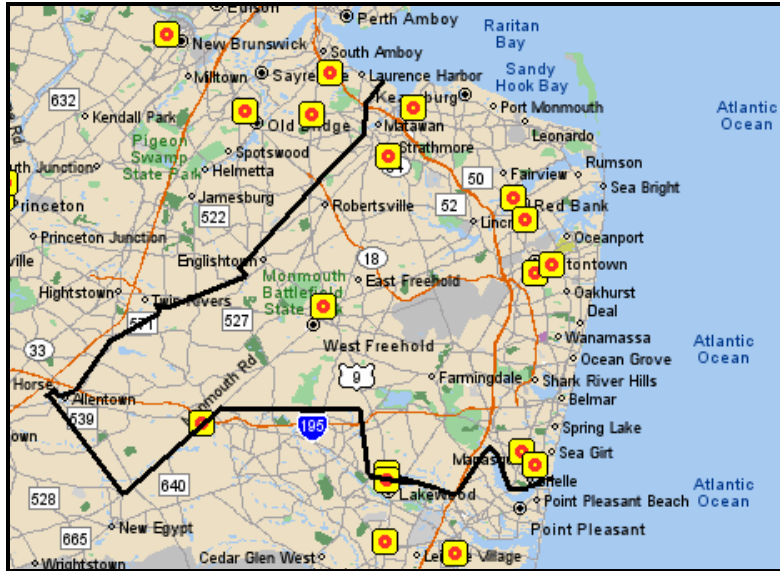 Edison
Perth Amboy
Raritan
Bay
New Brunswick
South Amboy
Milltown
Laurence Harbor
Sandy
Hook Bay
632
Kendall Park
Port Monmouth
Atlantic
Ocean
Old Bridge
Matawan
Leonardo
Pigeon
Swamp
State Park
Spotswood
Strathmore
Helmetta
50
Fairview
Rumson
Sea Bright
Jamesburg
Princeton
522
Robertsville
52
Red Bank
Princeton Junction
Oceanport
18
Englishtown
Monmouth
Battlefield
East Freehold
Hightstown
Twin Rivers
Oakhurst
Deal
571
527
33
West Freehold
Wanamassa
Ocean Grove
Atlantic
Ocean
Monmouth Rd
9
Farmingdale
Shark River Hills
Horse
Allentown
Belmar
539
195
Spring Lake
Sea Girt
640
Lakewood
Atlantic
Ocean
528
Point Pleasant Beach
New Egypt
Point Pleasant
665
Wrightstown
Cedar Glen West
Village